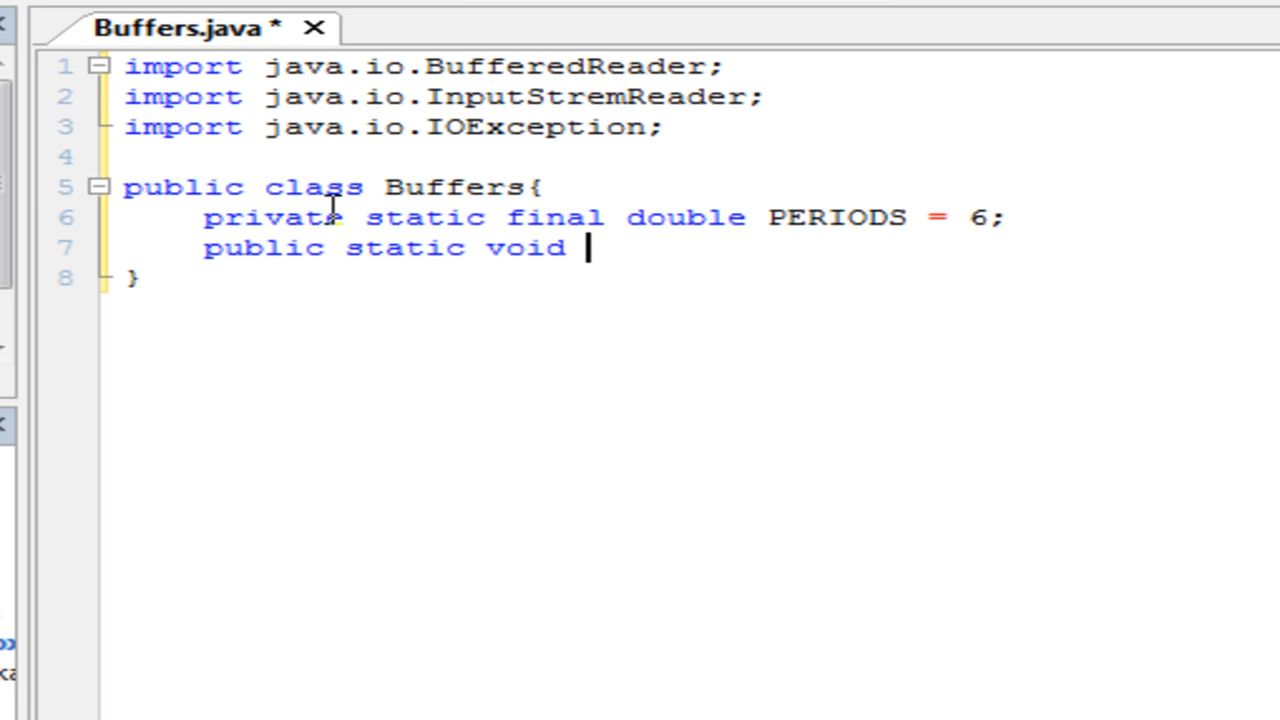 Buffers.java *
1 import java.io.BufferedReader;
2 import java.io.InputStremReader;
3 import java.io.IOException;
4
5 public class Buffers{
6 private static final double PERIODS = 6;
7 public static void
8 }